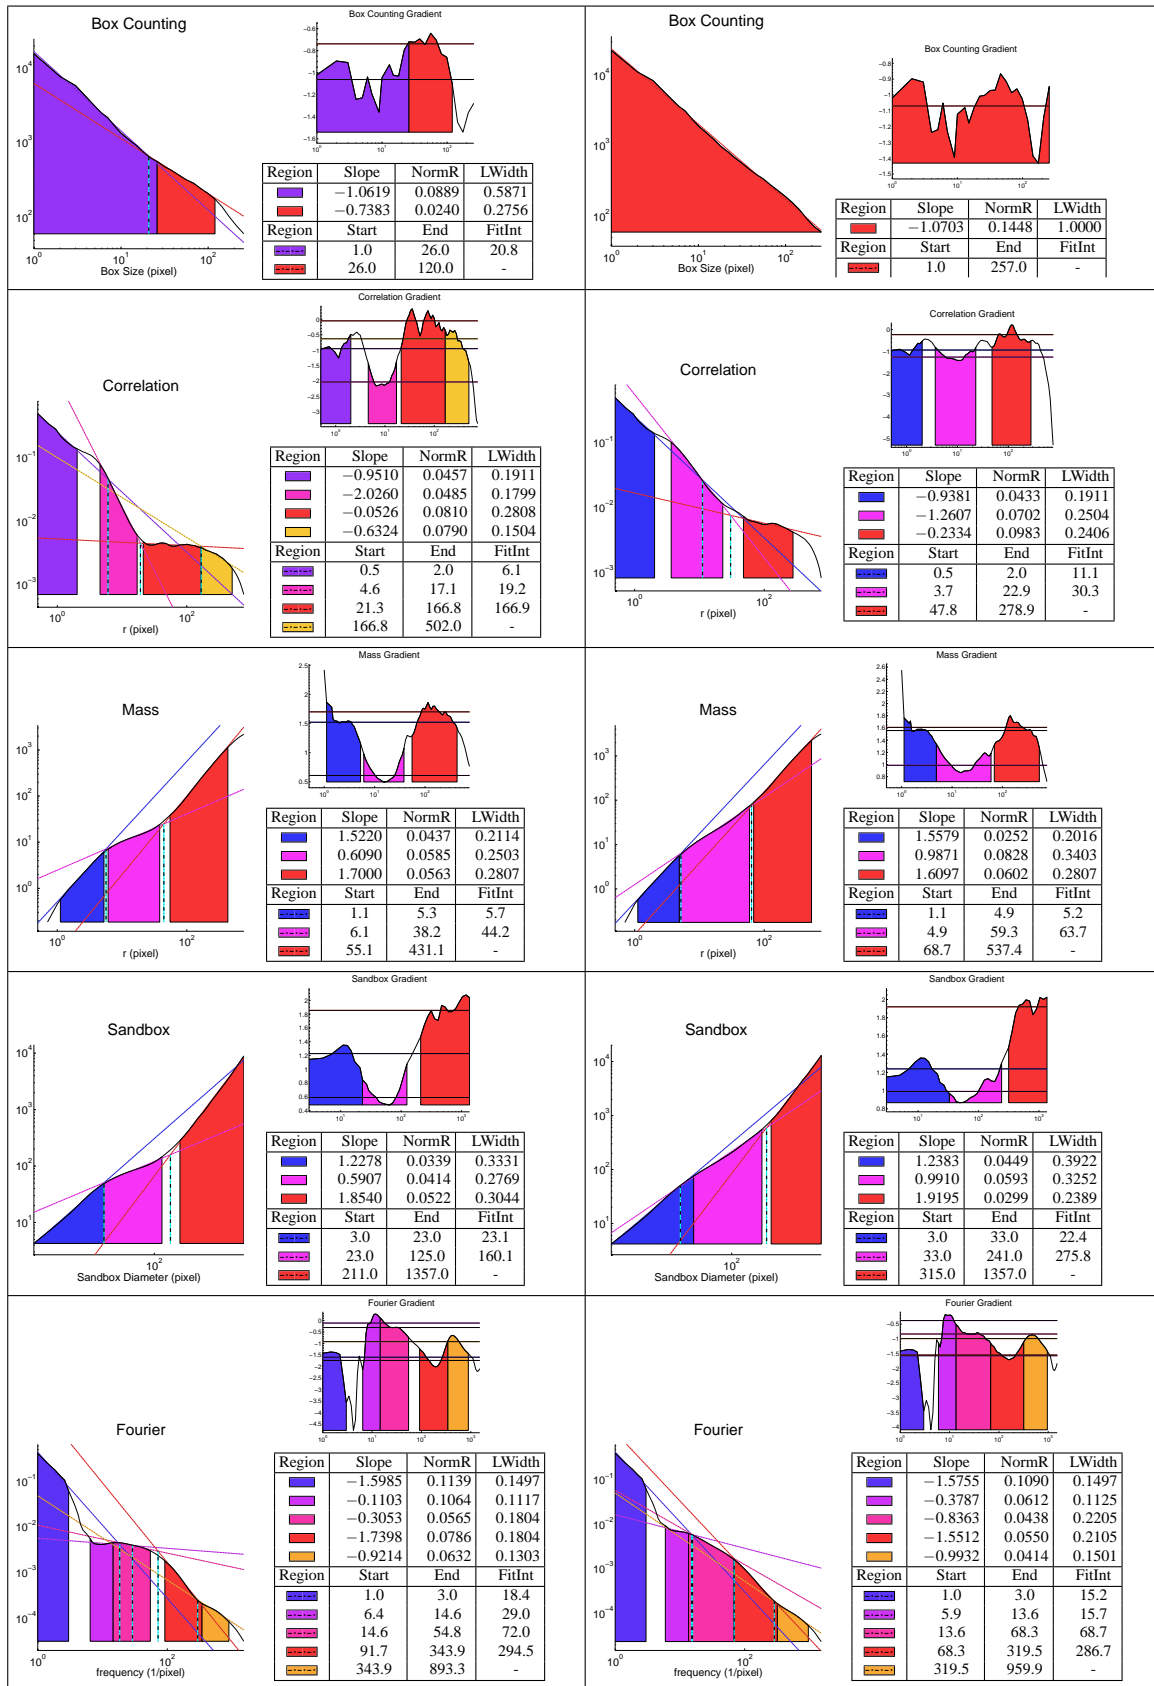 Box Counting
Box Counting Gradient
Box Size (pixel)
Region Slope NormR LWidth
−1.0619 0.0889 0.5871
−0.7383 0.0240 0.2756
Region Start End FitInt
1.0 26.0 20.8
26.0 120.0 -
Box Counting
Box Counting Gradient
Box Size (pixel)
Region Slope NormR LWidth
−1.0703 0.1448 1.0000
Region Start End FitInt
1.0 257.0 -
Correlation
Correlation Gradient
r (pixel)
Region Slope NormR LWidth
−0.9510 0.0457 0.1911
−2.0260 0.0485 0.1799
−0.0526 0.0810 0.2808
−0.6324 0.0790 0.1504
Region Start End FitInt
0.5 2.0 6.1
4.6 17.1 19.2
21.3 166.8 166.9
166.8 502.0 -
Correlation
Correlation Gradient
r (pixel)
Region Slope NormR LWidth
−0.9381 0.0433 0.1911
−1.2607 0.0702 0.2504
−0.2334 0.0983 0.2406
Region Start End FitInt
0.5 2.0 11.1
3.7 22.9 30.3
47.8 278.9 -
Mass
Mass Gradient
r (pixel)
Region Slope NormR LWidth
1.5220 0.0437 0.2114
0.6090 0.0585 0.2503
1.7000 0.0563 0.2807
Region Start End FitInt
1.1 5.3 5.7
6.1 38.2 44.2
55.1 431.1 -
Mass
Mass Gradient
r (pixel)
Region Slope NormR LWidth
1.5579 0.0252 0.2016
0.9871 0.0828 0.3403
1.6097 0.0602 0.2807
Region Start End FitInt
1.1 4.9 5.2
4.9 59.3 63.7
68.7 537.4 -
Sandbox
Sandbox Gradient
Sandbox Diameter (pixel)
Region Slope NormR LWidth
1.2278 0.0339 0.3331
0.5907 0.0414 0.2769
1.8540 0.0522 0.3044
Region Start End FitInt
3.0 23.0 23.1
23.0 125.0 160.1
211.0 1357.0 -
Sandbox
Sandbox Gradient
Sandbox Diameter (pixel)
Region Slope NormR LWidth
1.2383 0.0449 0.3922
0.9910 0.0593 0.3252
1.9195 0.0299 0.2389
Region Start End FitInt
3.0 33.0 22.4
33.0 241.0 275.8
315.0 1357.0 -
Fourier
Fourier Gradient
frequency (1/pixel)
Region Slope NormR LWidth
−1.5985 0.1139 0.1497
−0.1103 0.1064 0.1117
−0.3053 0.0565 0.1804
−1.7398 0.0786 0.1804
−0.9214 0.0632 0.1303
Region Start End FitInt
1.0 3.0 18.4
6.4 14.6 29.0
14.6 54.8 72.0
91.7 343.9 294.5
343.9 893.3 -
Fourier
Fourier Gradient
frequency (1/pixel)
Region Slope NormR LWidth
−1.5755 0.1090 0.1497
−0.3787 0.0612 0.1125
−0.8363 0.0438 0.2205
−1.5512 0.0550 0.2105
−0.9932 0.0414 0.1501
Region Start End FitInt
1.0 3.0 15.2
5.9 13.6 15.7
13.6 68.3 68.7
68.3 319.5 286.7
319.5 959.9 -